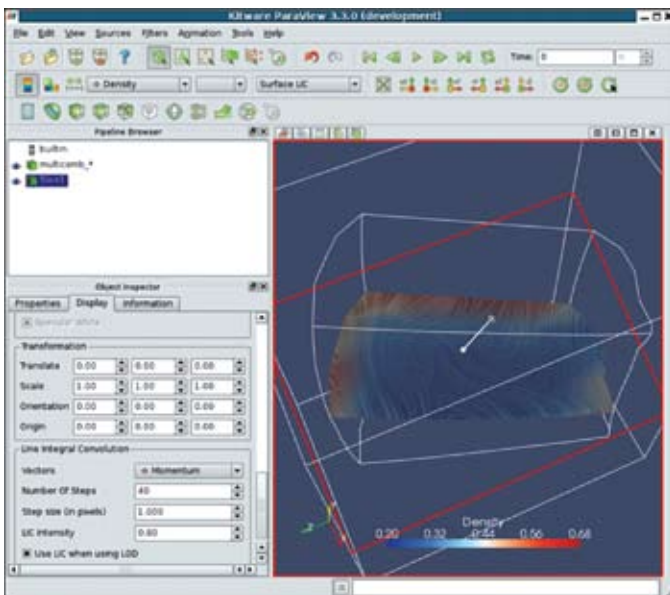 Kitware ParaView 3.3.0 (development)
File Edit View Sources Filters Animation Tools Help
Time: 0
Density
Surface LIC
Pipeline Browser
builtin:
multicomb_*
Object Inspector
Properties Display Information
Specular White
Transformation
Translate 0.00 0.00 0.00
Scale 1.00 1.00 1.00
Orientation 0.00 0.00 0.00
Origin 0.00 0.00 0.00
Line Integral Convolution
Vectors Momentum
Number Of Steps 40
Step size (in pixels) 1.000
LIC Intensity 0.80
Use LIC when using LOD
Density
0.20 0.32 0.44 0.56 0.68